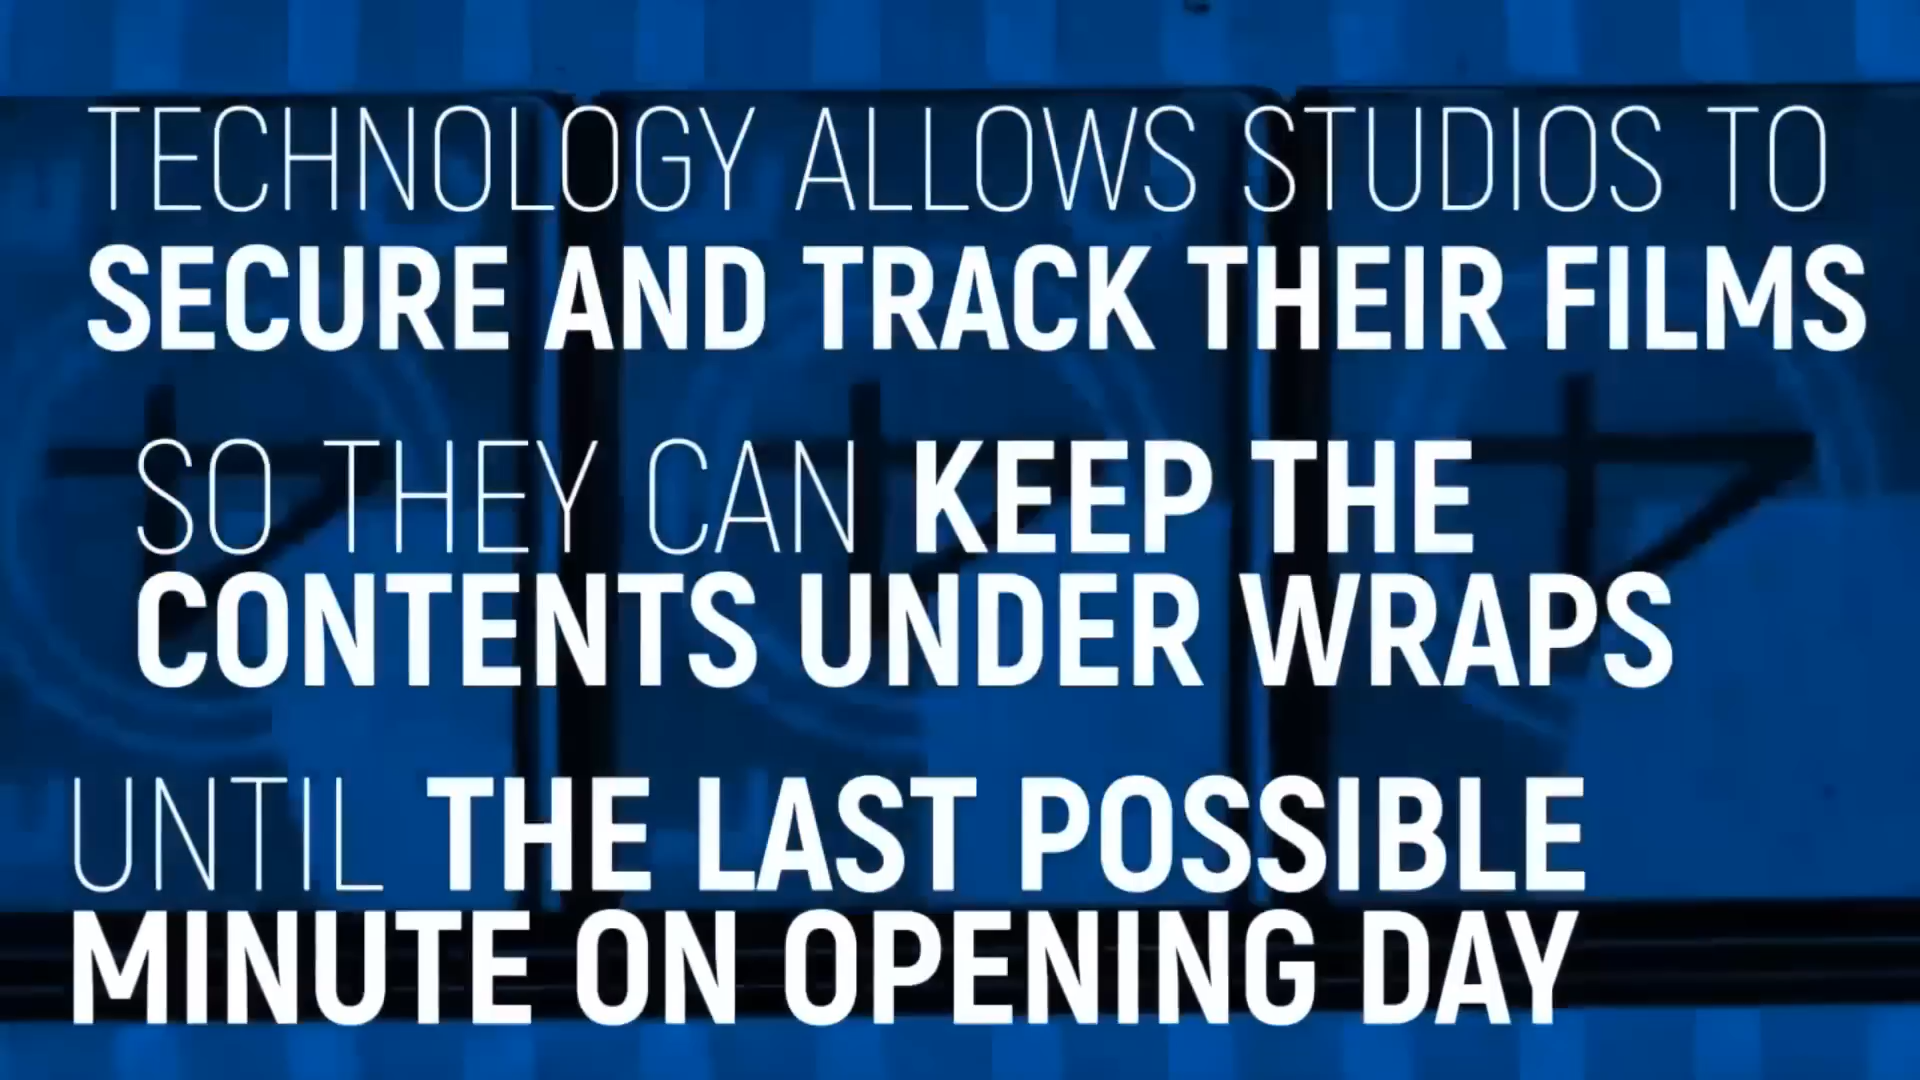 TECHNOLOGY ALLOWS STUDIOS TO
SECURE AND TRACK THEIR FILMS
SO THEY CAN KEEP THE
CONTENTS UNDER WRAPS
UNTIL THE LAST POSSIBLE
MINUTE ON OPENING DAY